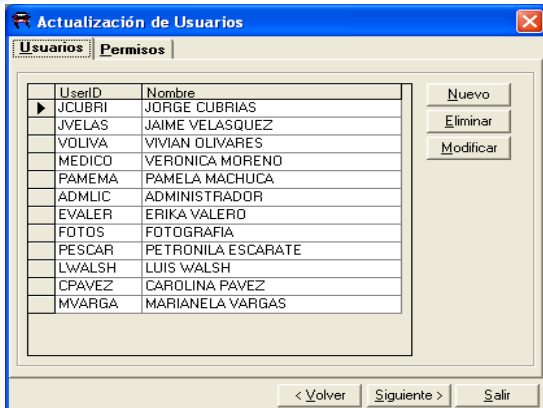 Actualización de Usuarios
Usuarios Permisos
UserID Nombre
JCUBRI JORGE CUBRIAS
JVELAS JAIME VELASQUEZ
VOLIVA VIVIAN OLIVARES
MEDICO VERONICA MORENO
PAMEMA PAMELA MACHUCA
ADMLIC ADMINISTRADOR
EVALER ERIKA VALERO
FOTOS FOTOGRAFIA
PESCAR PETRONILA ESCARATE
LWALSH LUIS WALSH
CPAVEZ CAROLINA PAVEZ
MVARGA MARIANELA VARGAS
Nuevo
Eliminar
Modificar
< Volver Siguiente > Salir